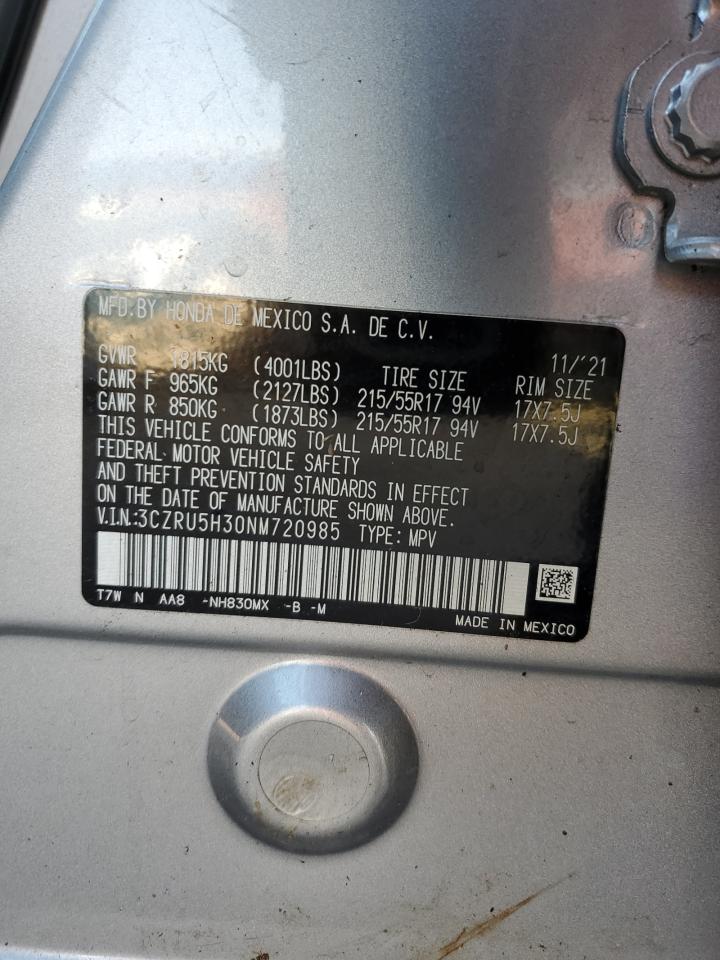 MFD. BY HONDA DE MEXICO S.A. DE C.V.
GVWR 1815KG (4001LBS) 11/'21
GAWR F 965KG (2127LBS) TIRE SIZE RIM SIZE
GAWR R 850KG (1873LBS) 215/55R17 94V 17X7.5J
215/55R17 94V 17X7.5J
THIS VEHICLE CONFORMS TO ALL APPLICABLE
FEDERAL MOTOR VEHICLE SAFETY
AND THEFT PREVENTION STANDARDS IN EFFECT
ON THE DATE OF MANUFACTURE SHOWN ABOVE.
V.I.N.:3CZRU5H30NM720985 TYPE: MPV
T7W N AA8 -NH830MX -B -M
MADE IN MEXICO